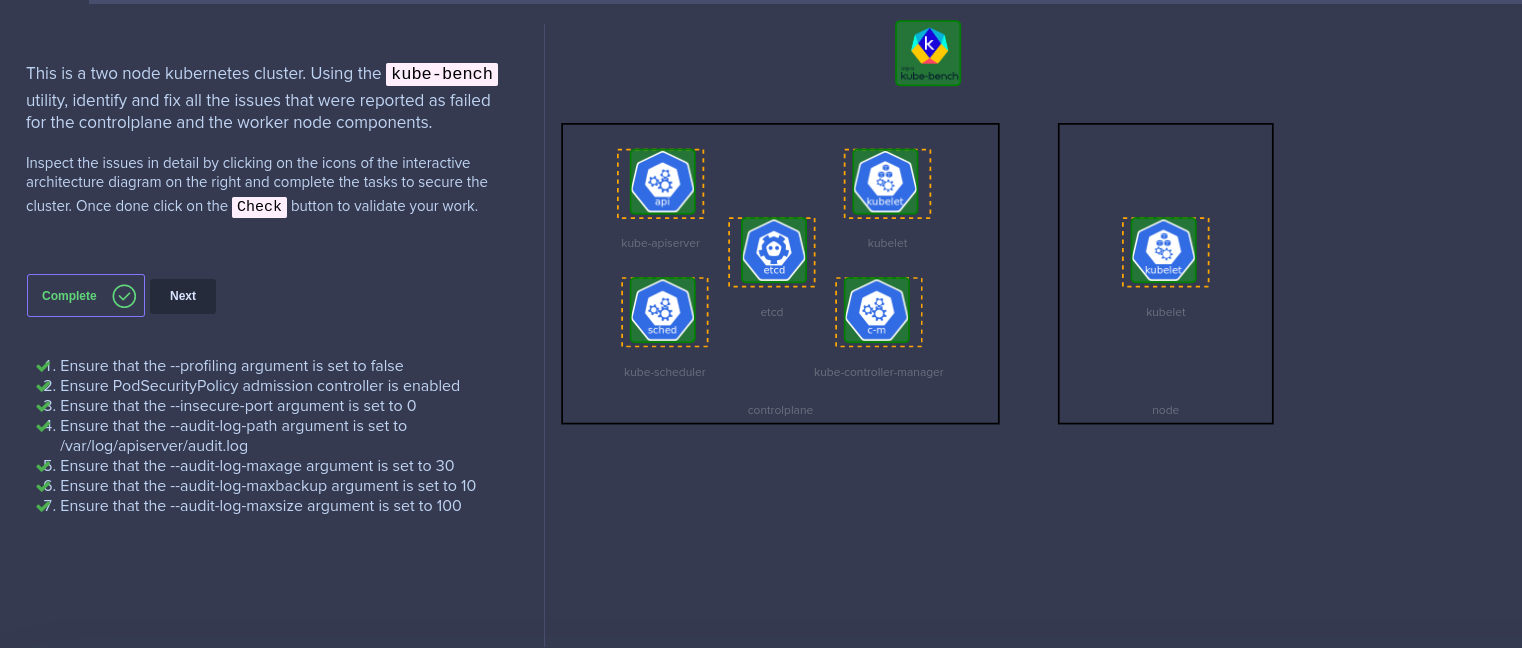 This is a two node kubernetes cluster. Using the kube-bench
utility, identify and fix all the issues that were reported as failed
for the controlplane and the worker node components.
Inspect the issues in detail by clicking on the icons of the interactive
architecture diagram on the right and complete the tasks to secure the
cluster. Once done click on the Check button to validate your work.
Complete
Next
1. Ensure that the --profiling argument is set to false
2. Ensure PodSecurityPolicy admission controller is enabled
3. Ensure that the --insecure-port argument is set to 0
4. Ensure that the --audit-log-path argument is set to
/var/log/apiserver/audit.log
5. Ensure that the --audit-log-maxage argument is set to 30
6. Ensure that the --audit-log-maxbackup argument is set to 10
7. Ensure that the --audit-log-maxsize argument is set to 100
k
kube-bench
api
kubelet
kube-apiserver
kubelet
etcd
etcd
sched
c-m
kube-scheduler
kube-controller-manager
controlplane
kubelet
kubelet
node